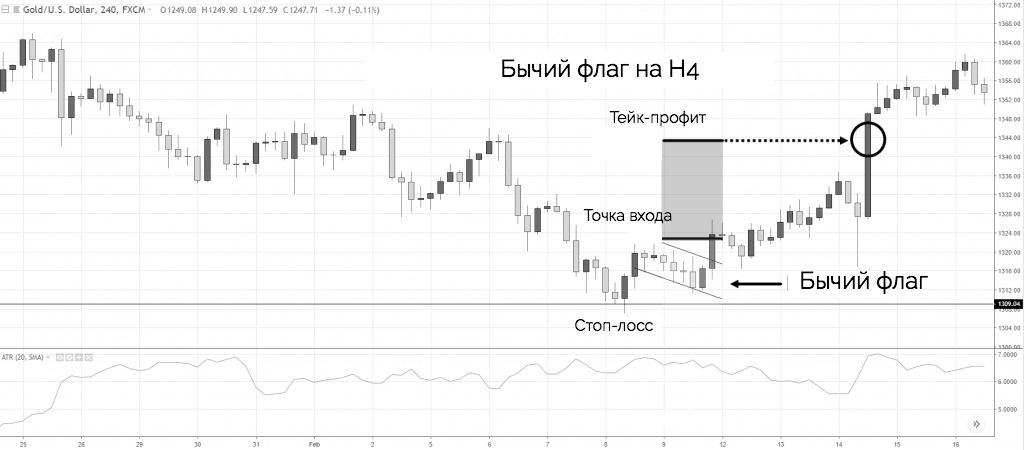 Gold/U.S. Dollar, 240, FXCM O1249.08 H1249.90 L1247.59 C1247.71 −1.37 (−0.11%)
Бычий флаг на H4
Тейк-профит
Точка входа
Бычий флаг
Стоп-лосс
1372.00
1368.00
1364.00
1360.00
1356.00
1352.00
1348.00
1344.00
1340.00
1336.00
1332.00
1328.00
1324.00
1320.00
1316.00
1312.00
1309.04
1304.00
1300.00
ATR (20, SMA)
7.0000
6.0000
5.0000
25 26 29 30 31 Feb 2 5 6 7 8 9 12 13 14 15 16